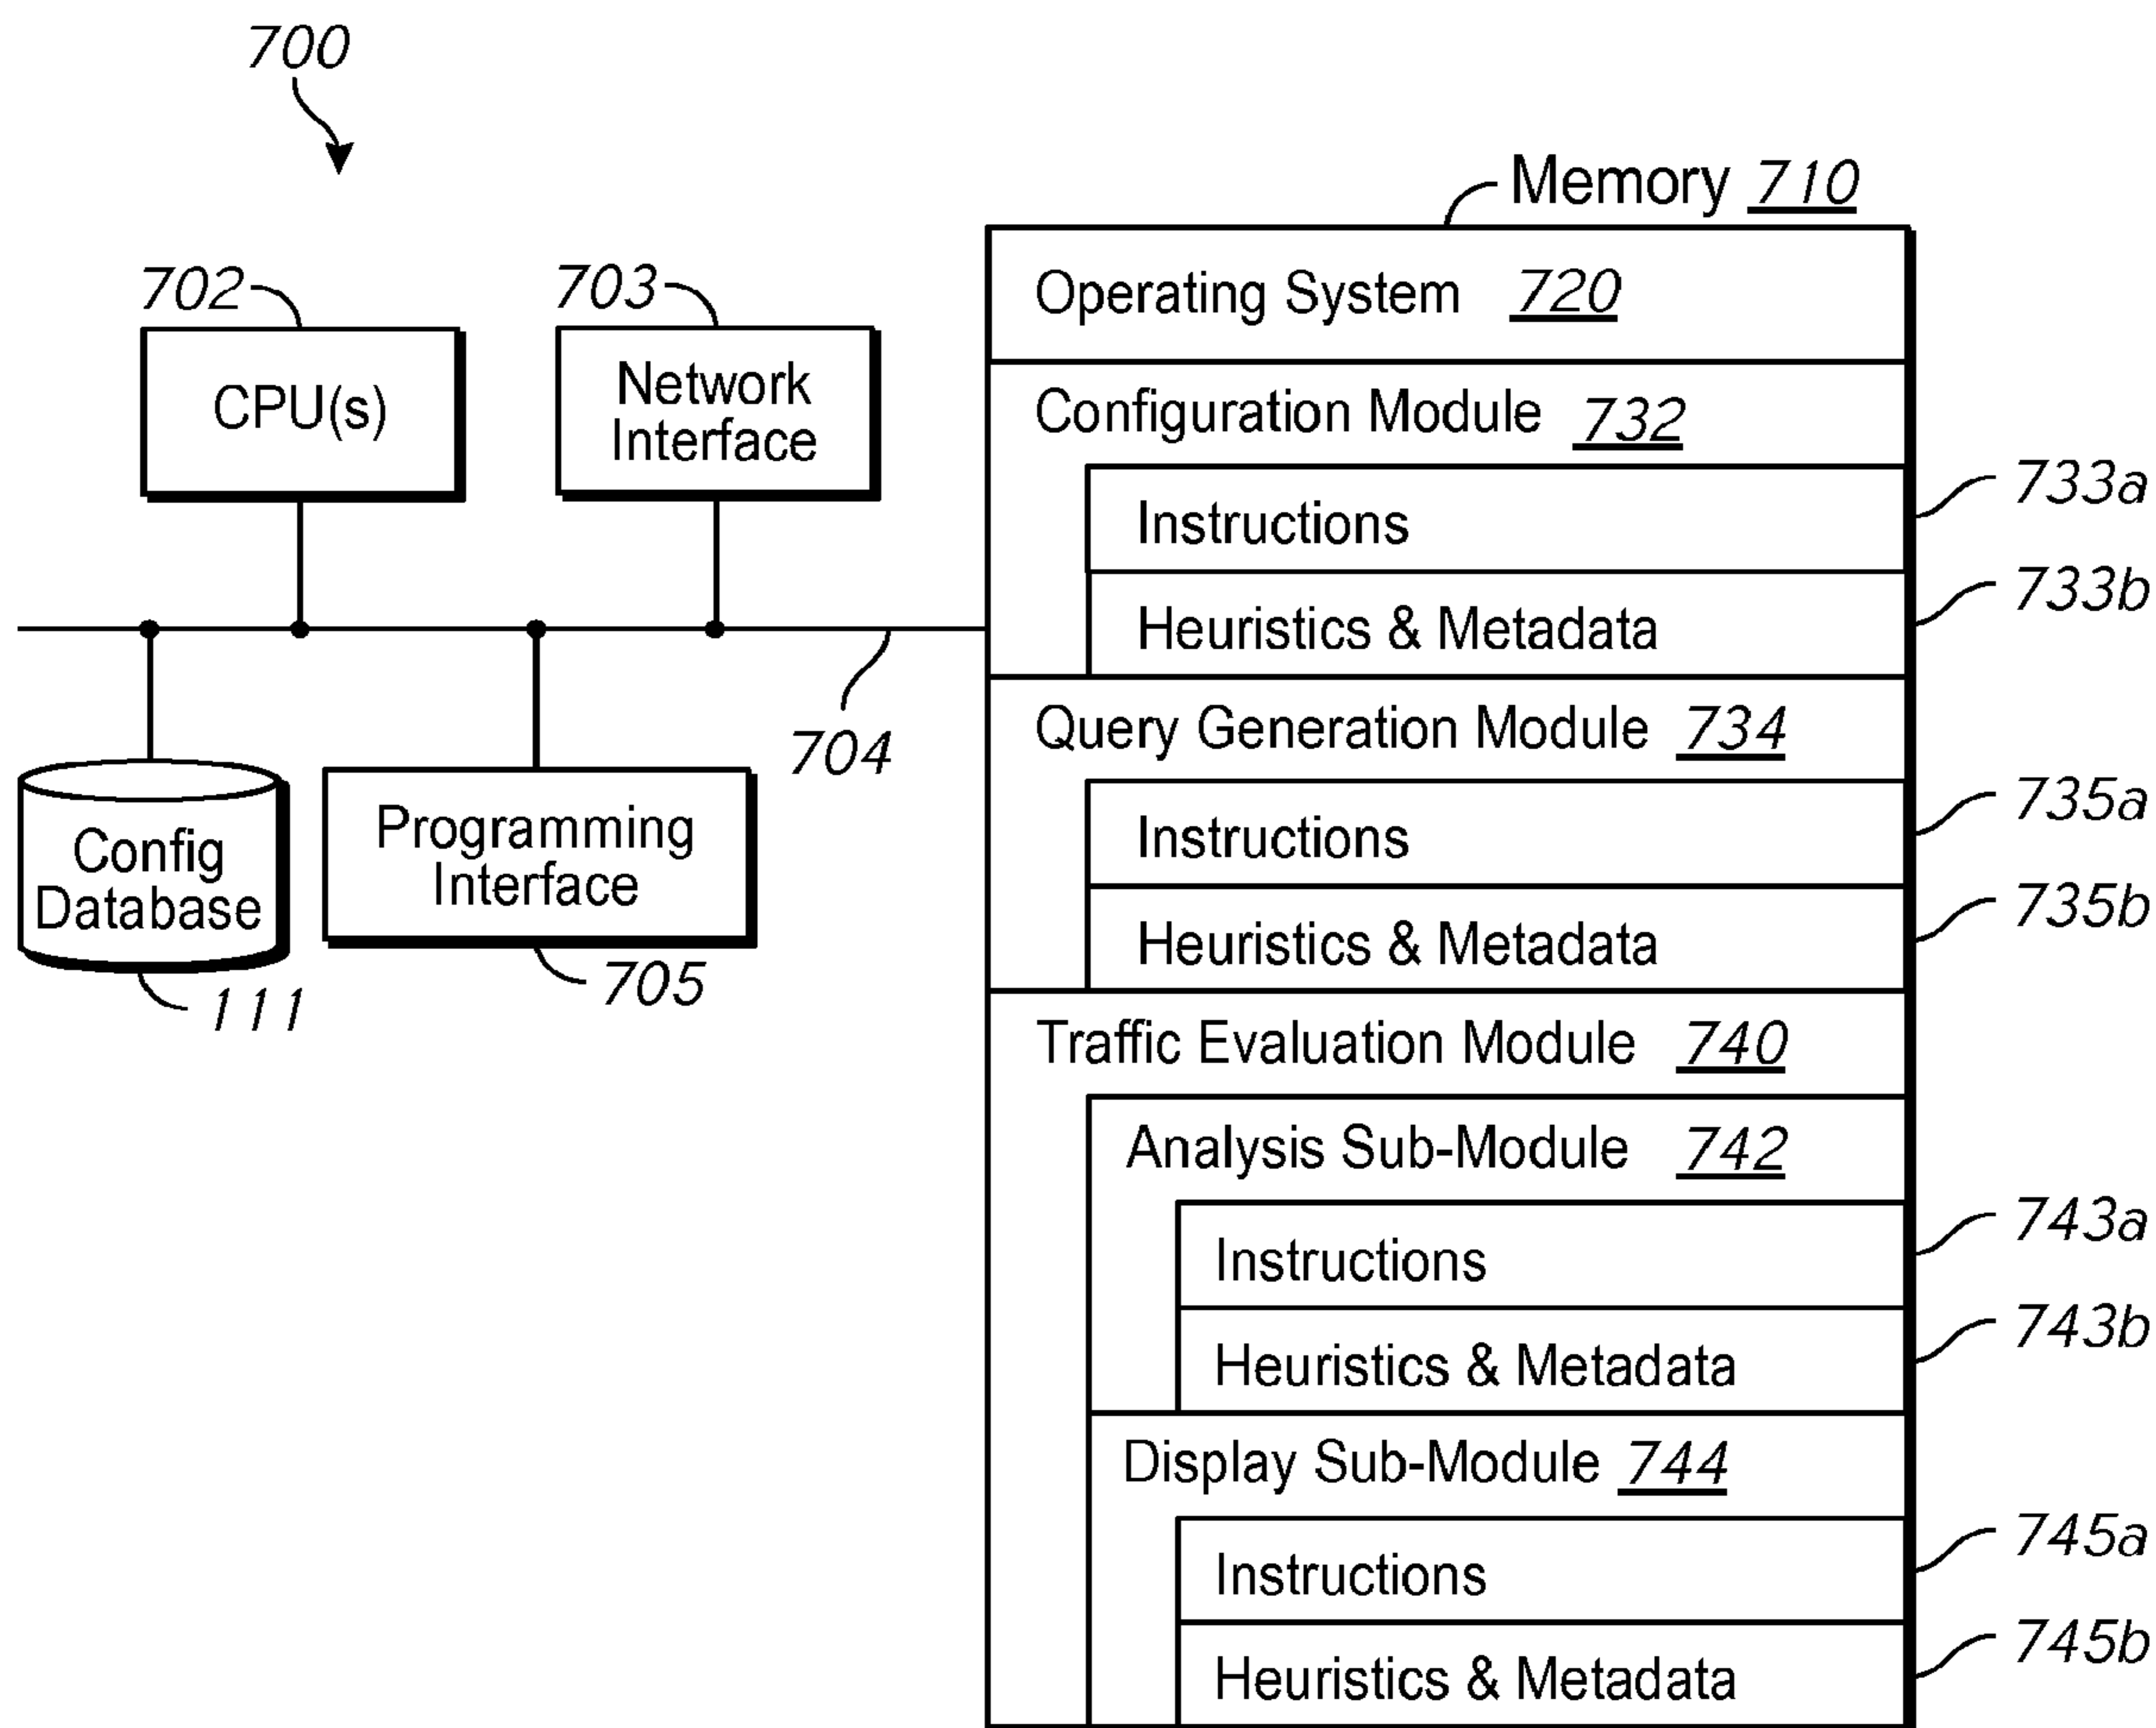 700
Memory 710
702
703
Operating System 720
CPU(s)
Network
Interface
Configuration Module 732
Instructions
733a
Heuristics & Metadata
733b
704
Query Generation Module 734
Config
Database
111
Programming
Interface
705
Instructions
735a
Heuristics & Metadata
735b
Traffic Evaluation Module 740
Analysis Sub-Module 742
Instructions
743a
Heuristics & Metadata
743b
Display Sub-Module 744
Instructions
745a
Heuristics & Metadata
745b